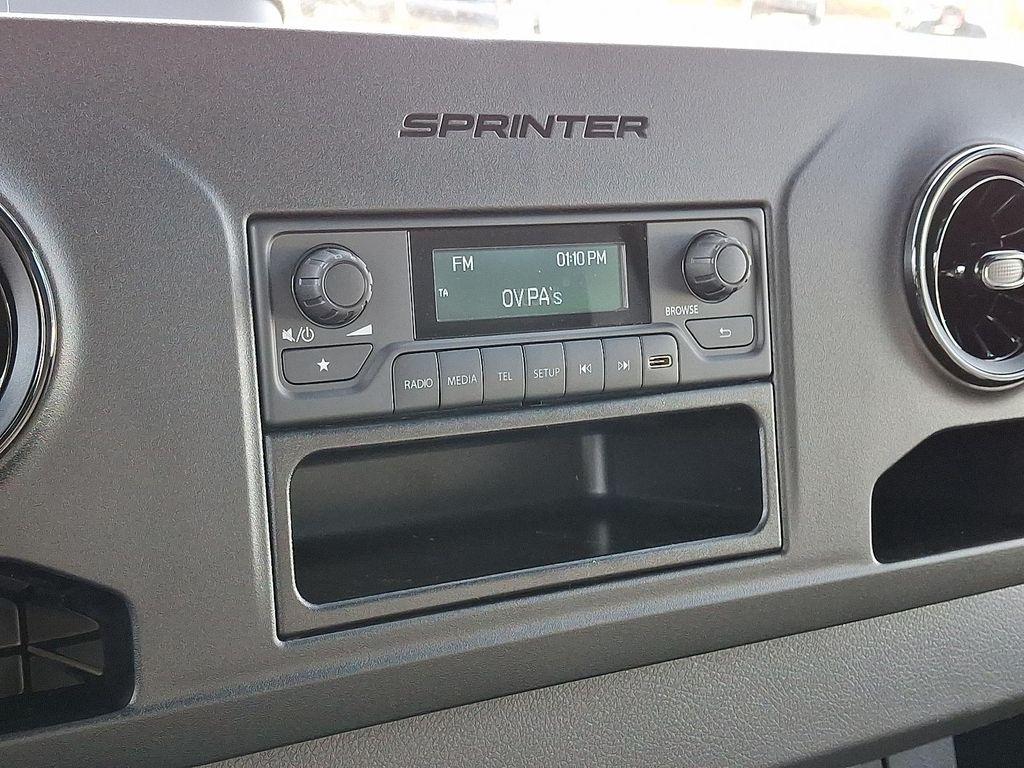 SPRINTER
FM 01:10 PM
TA
OV PA's
BROWSE
RADIO MEDIA TEL SETUP